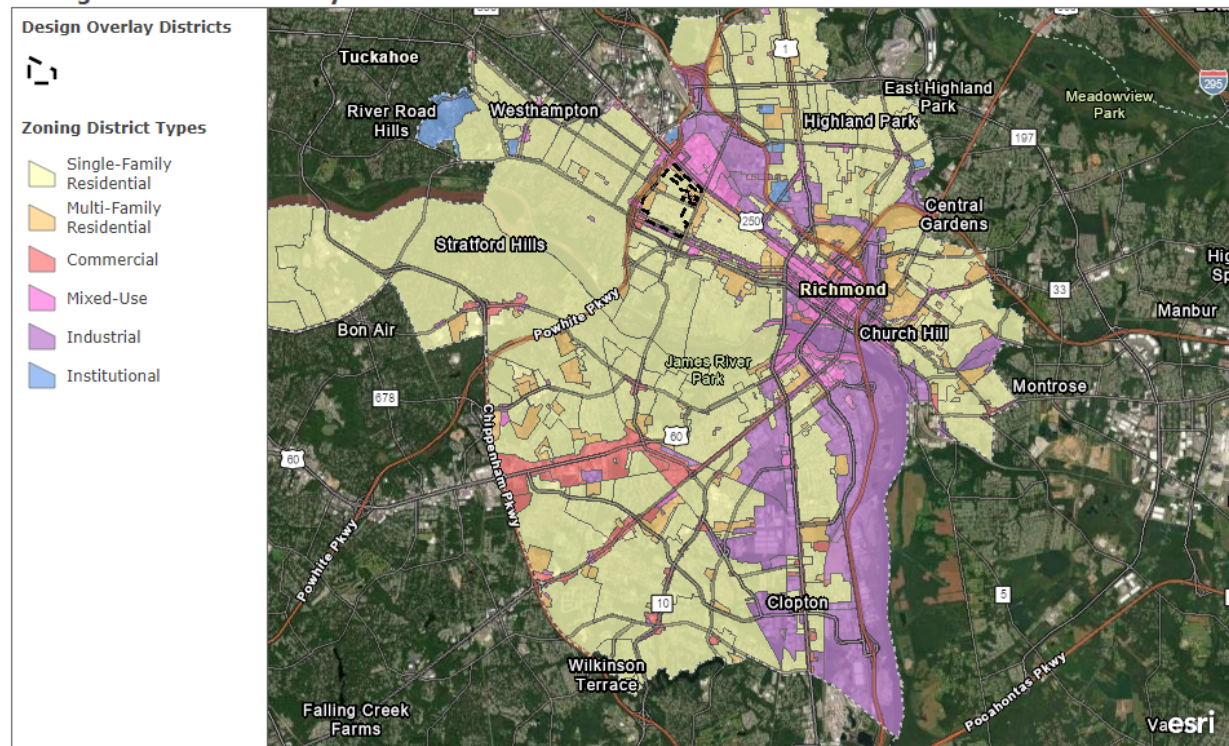 Design Overlay Districts
Zoning District Types
Single-Family
Residential
Multi-Family
Residential
Commercial
Mixed-Use
Industrial
Institutional
Tuckahoe
1
295
River Road
Hills
Westhampton
East Highland
Park
Meadowview
Park
Highland Park
197
250
Central
Gardens
Stratford Hills
Richmond
33
Manbur
Powhite Pkwy
Bon Air
Church Hill
James River
Park
Montrose
678
Chippenham Pkwy
60
60
Powhite Pkwy
10
Clopton
5
Wilkinson
Terrace
Pocahontas Pkwy
Falling Creek
Farms
Va
esri